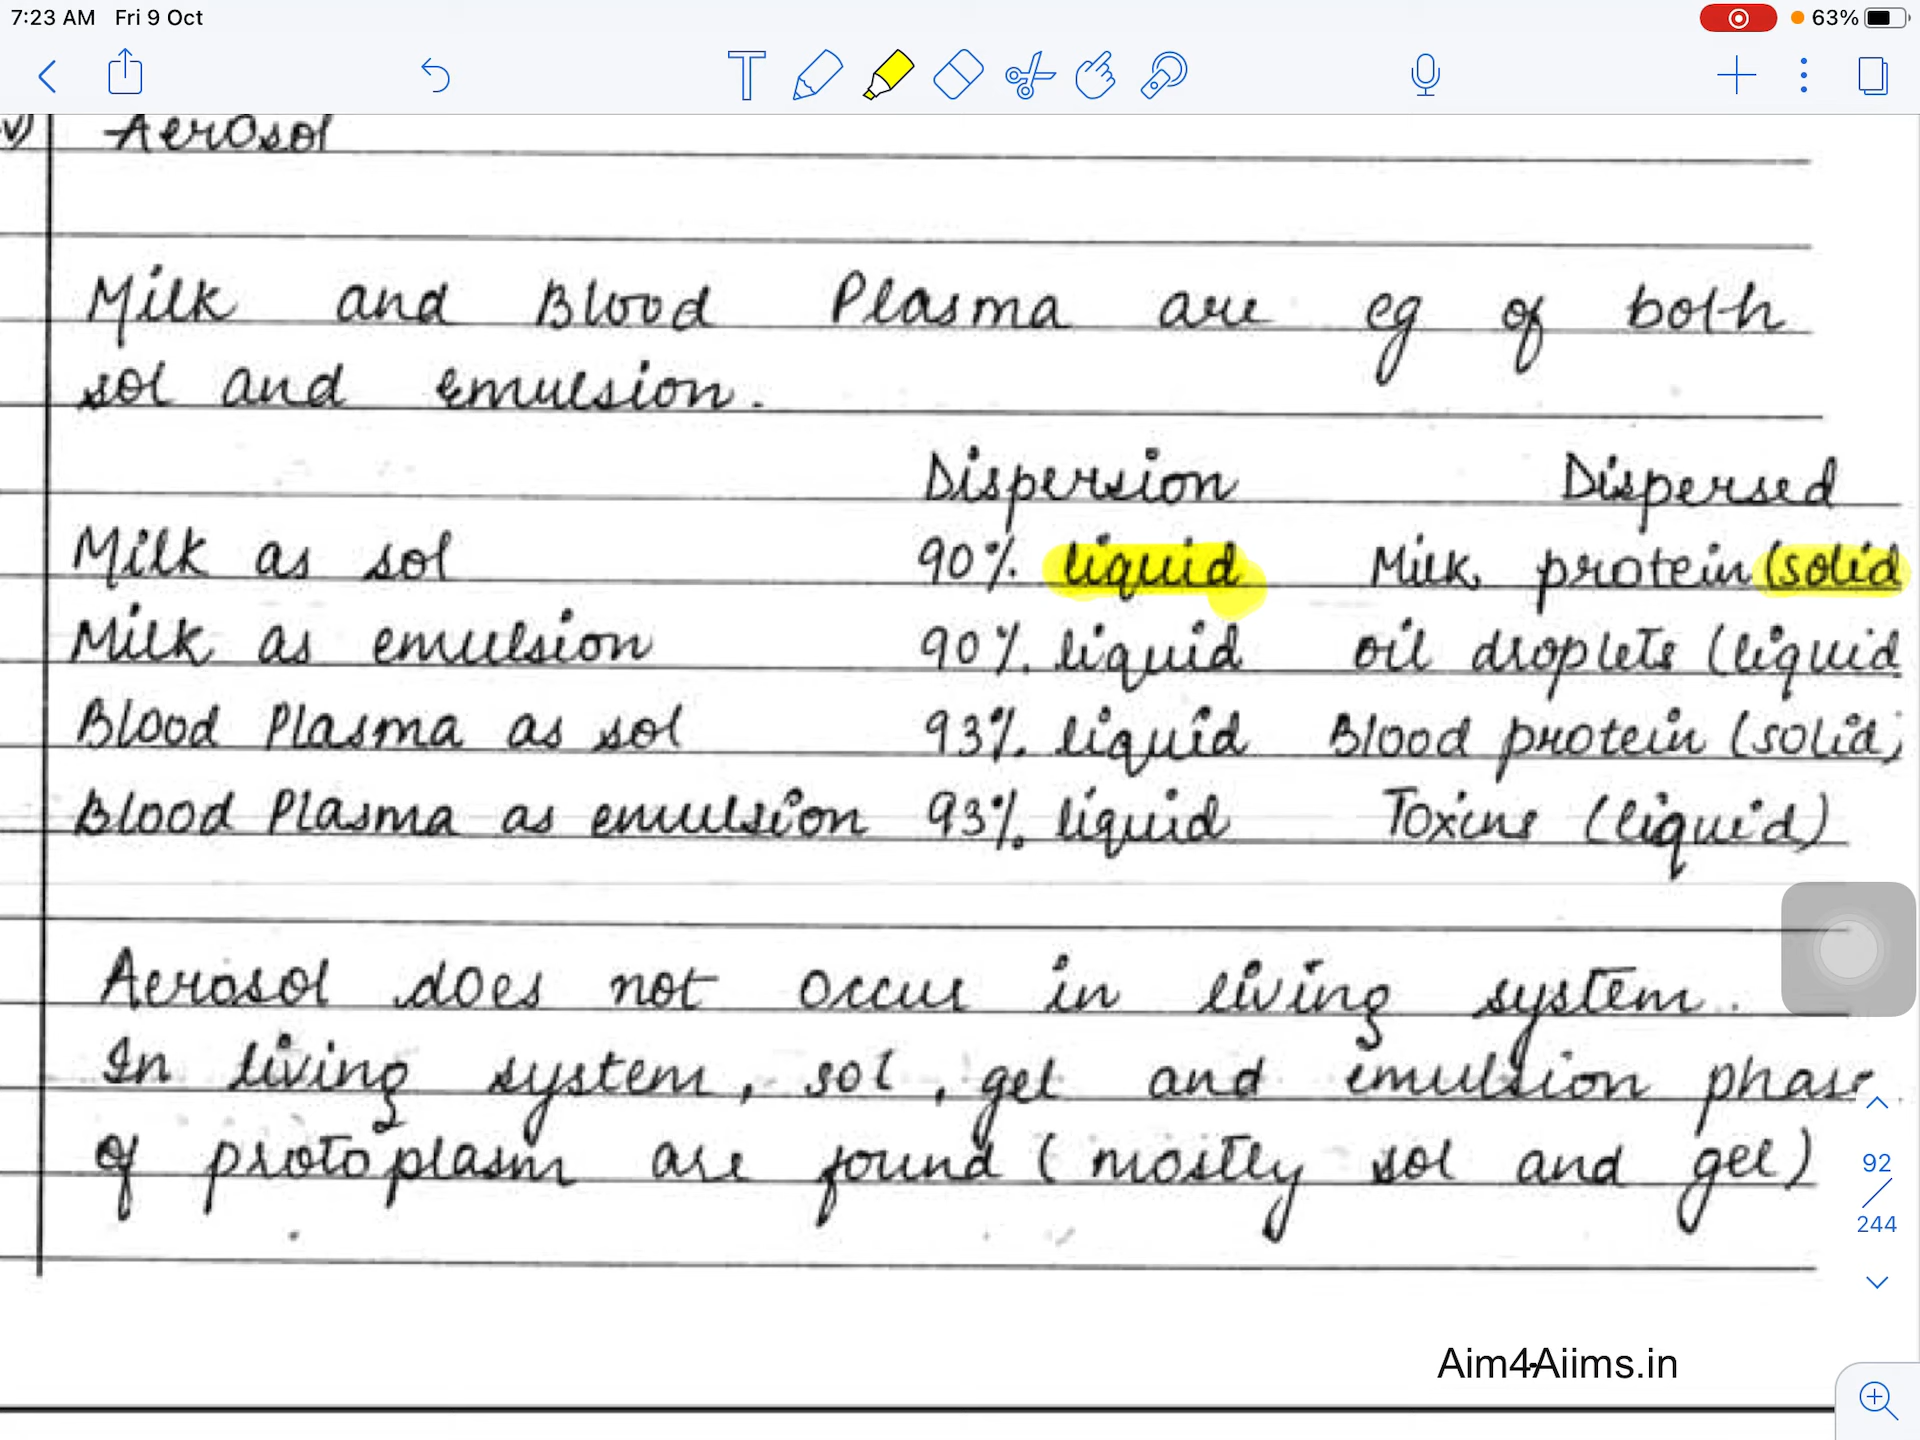 7:23 AM Fri 9 Oct 63%
v) Aerosol
Milk and Blood Plasma are eg of both
sol and emulsion.
Dispersion Dispersed
Milk as sol 90% liquid Milk protein (solid
Milk as emulsion 90% liquid oil droplets (liquid
Blood Plasma as sol 93% liquid Blood protein (solid)
Blood Plasma as emulsion 93% liquid Toxins (liquid)
Aerosol does not occur in living system.
In living system, sol, gel and emulsion phase
of protoplasm are found (mostly sol and gel)
92
/
244
Aim4Aiims.in